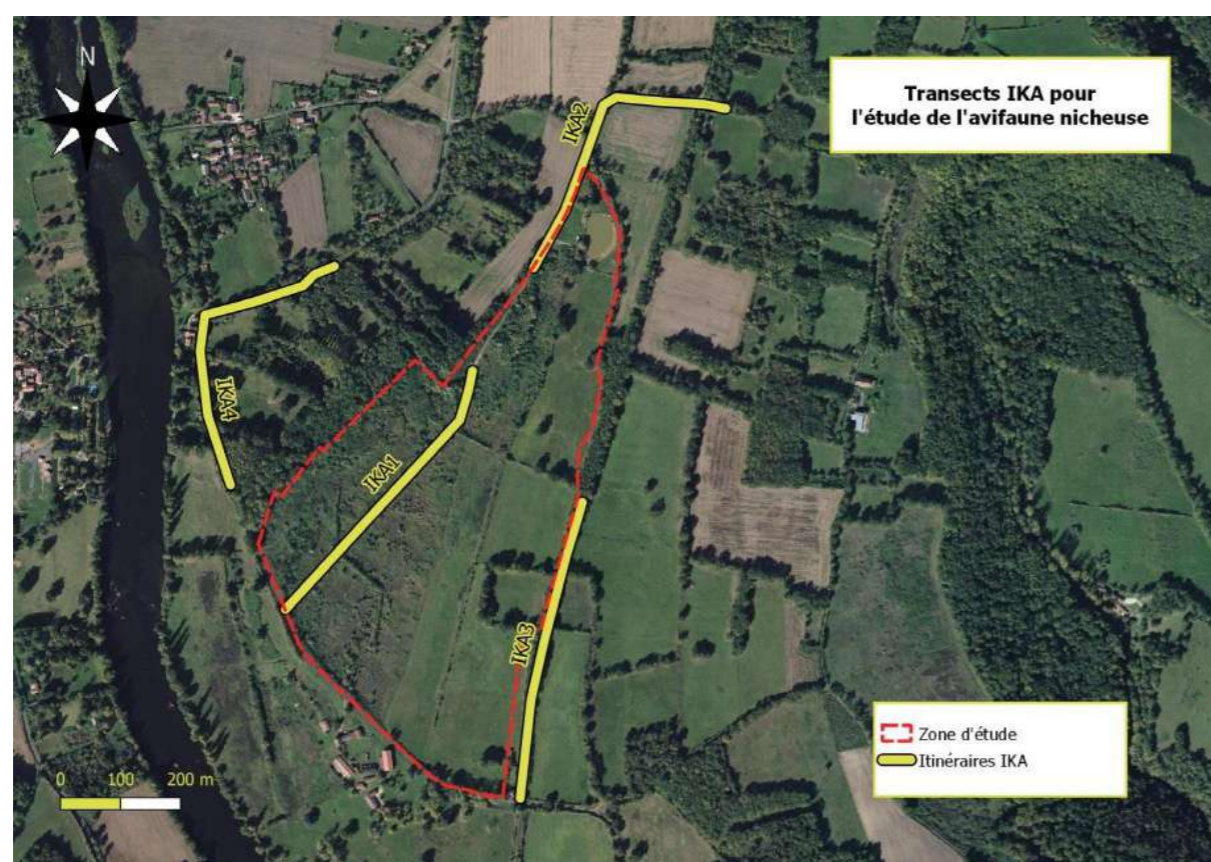 N
Transects IKA pour
l'étude de l'avifaune nicheuse
IKA2
IKA4
IKA1
IKA3
Zone d'étude
Itinéraires IKA
0 100 200 m